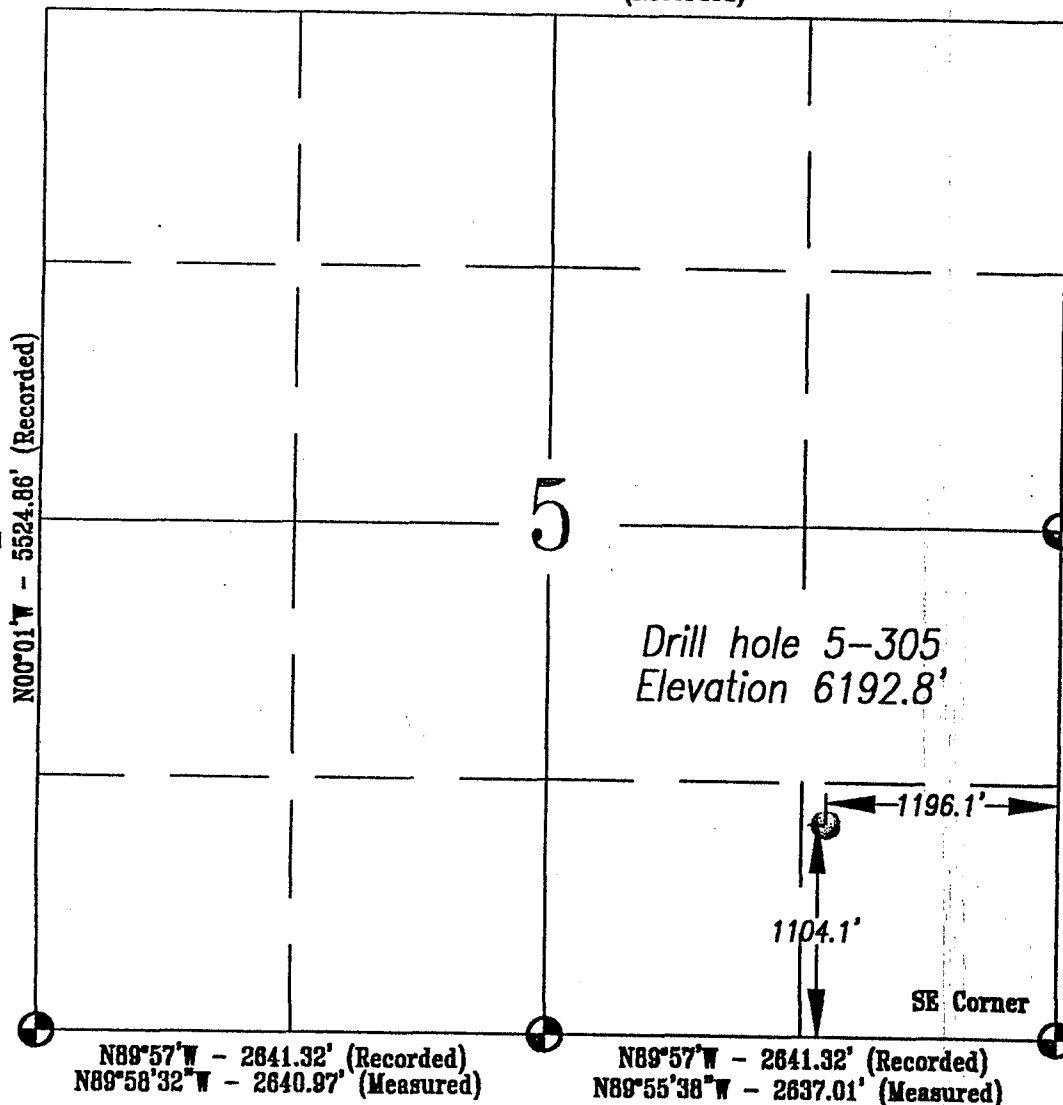 N00°01'W - 5524.86' (Recorded)
5
Drill hole 5-305
Elevation 6192.8'
1196.1'
1104.1'
SE Corner
N89°57'W - 2641.32' (Recorded)
N89°58'32"W - 2640.97' (Measured)
N89°57'W - 2641.32' (Recorded)
N89°55'38"W - 2637.01' (Measured)